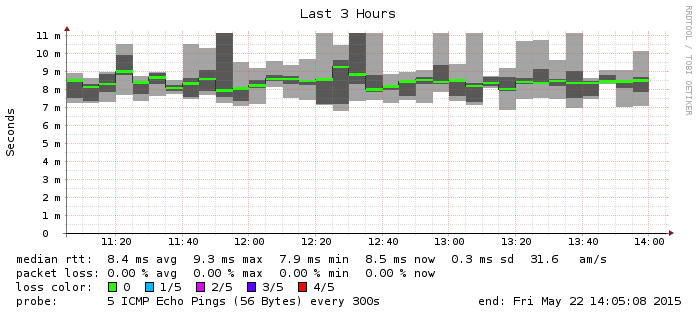 Last 3 Hours
RRDTOOL / TOBI OETIKER
Seconds
11 m
10 m
9 m
8 m
7 m
6 m
5 m
4 m
3 m
2 m
1 m
0
11:20 11:40 12:00 12:20 12:40 13:00 13:20 13:40 14:00
median rtt: 8.4 ms avg 9.3 ms max 7.9 ms min 8.5 ms now 0.3 ms sd 31.6 am/s
packet loss: 0.00 % avg 0.00 % max 0.00 % min 0.00 % now
loss color: 0 1/5 2/5 3/5 4/5
probe: 5 ICMP Echo Pings (56 Bytes) every 300s end: Fri May 22 14:05:08 2015